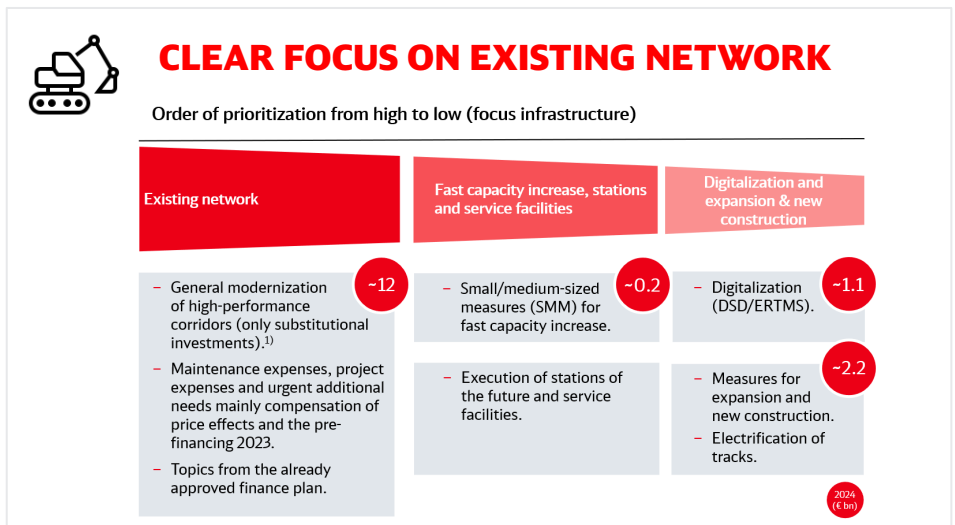 CLEAR FOCUS ON EXISTING NETWORK
Order of prioritization from high to low (focus infrastructure)
Existing network
Fast capacity increase, stations
and service facilities
Digitalization and
expansion & new
construction
~12
– General modernization
of high-performance
corridors (only substitutional
investments).1)
– Maintenance expenses, project
expenses and urgent additional
needs mainly compensation of
price effects and the pre-
financing 2023.
– Topics from the already
approved finance plan.
~0.2
– Small/medium-sized
measures (SMM) for
fast capacity increase.
– Execution of stations of
the future and service
facilities.
~1.1
– Digitalization
(DSD/ERTMS).
~2.2
– Measures for
expansion and
new construction.
– Electrification of
tracks.
2024
(€ bn)